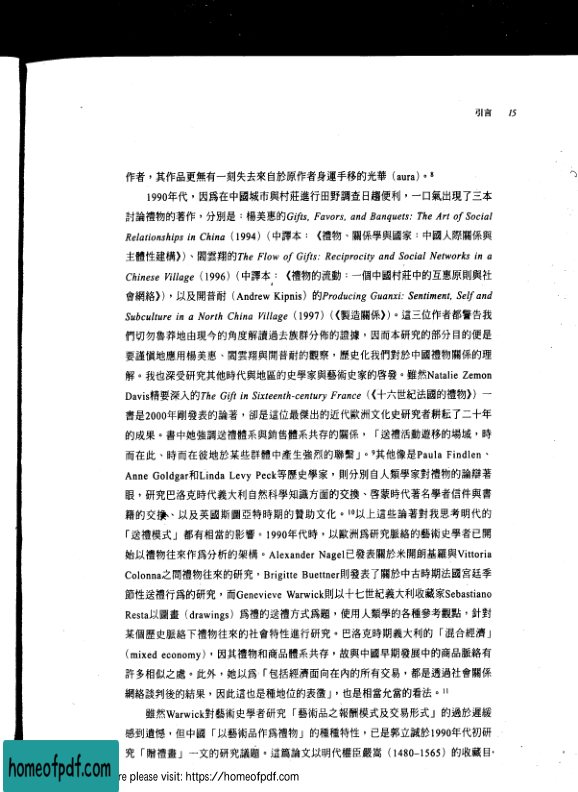 引言 15
作者，其作品更無有一刻失去來自於原作者身運手移的光華（aura）。8
1990年代，因為在中國城市與村莊進行田野調查日趨便利，一口氣出現了三本
討論禮物的著作，分別是：楊美惠的Gifts, Favors, and Banquets: The Art of Social
Relationships in China（1994）（中譯本：《禮物、關係學與國家：中國人際關係與
主體性建構》）、閻雲翔的The Flow of Gifts: Reciprocity and Social Networks in a
Chinese Village（1996）（中譯本：《禮物的流動：一個中國村莊中的互惠原則與社
會網絡》），以及開普耐（Andrew Kipnis）的Producing Guanxi: Sentiment, Self and
Subculture in a North China Village（1997）（《製造關係》）。這三位作者都警告我
們切勿魯莽地由現今的角度解讀過去族群分佈的證據，因而本研究的部分目的便是
要謹慎地應用楊美惠、閻雲翔與開普耐的觀察，歷史化我們對於中國禮物關係的理
解。我也深受研究其他時代與地區的史學家與藝術史家的啓發。雖然Natalie Zemon
Davis精要深入的The Gift in Sixteenth-century France（《十六世紀法國的禮物》）一
書是2000年剛發表的論著，卻是這位最傑出的近代歐洲文化史研究者耕耘了二十年
的成果。書中她強調送禮體系與銷售體系共存的關係，「送禮活動遊移的場域，時
而在此、時而在彼地於某些群體中產生強烈的聯繫」。9其他像是Paula Findlen、
Anne Goldgar和Linda Levy Peck等歷史學家，則分別自人類學家對禮物的論辯著
眼，研究巴洛克時代義大利自然科學知識方面的交換、啓蒙時代著名學者信件與書
籍的交換、以及英國斯圖亞特時期的贊助文化。10以上這些論著對我思考明代的
「送禮模式」都有相當的影響。1990年代時，以歐洲為研究脈絡的藝術史學者已開
始以禮物往來作為分析的架構。Alexander Nagel已發表關於米開朗基羅與Vittoria
Colonna之間禮物往來的研究，Brigitte Buettner則發表了關於中古時期法國宮廷季
節性送禮行為的研究，而Genevieve Warwick則以十七世紀義大利收藏家Sebastiano
Resta以圖畫（drawings）為禮的送禮方式為題，使用人類學的各種參考觀點，針對
某個歷史脈絡下禮物往來的社會特性進行研究。巴洛克時期義大利的「混合經濟」
（mixed economy），因其禮物和商品體系共存，故與中國早期發展中的商品脈絡有
許多相似之處。此外，她以為「包括經濟面向在內的所有交易，都是透過社會關係
網絡談判後的結果，因此這也是種地位的表徵」，也是相當允當的看法。11
雖然Warwick對藝術史學者研究「藝術品之報酬模式及交易形式」的過於遲緩
感到遺憾，但中國「以藝術品作為禮物」的種種特性，已是郭立誠於1990年代初研
究「贈禮畫」一文的研究議題。這篇論文以明代權臣嚴嵩（1480–1565）的收藏目
homeofpdf.com
re please visit: https://homeofpdf.com